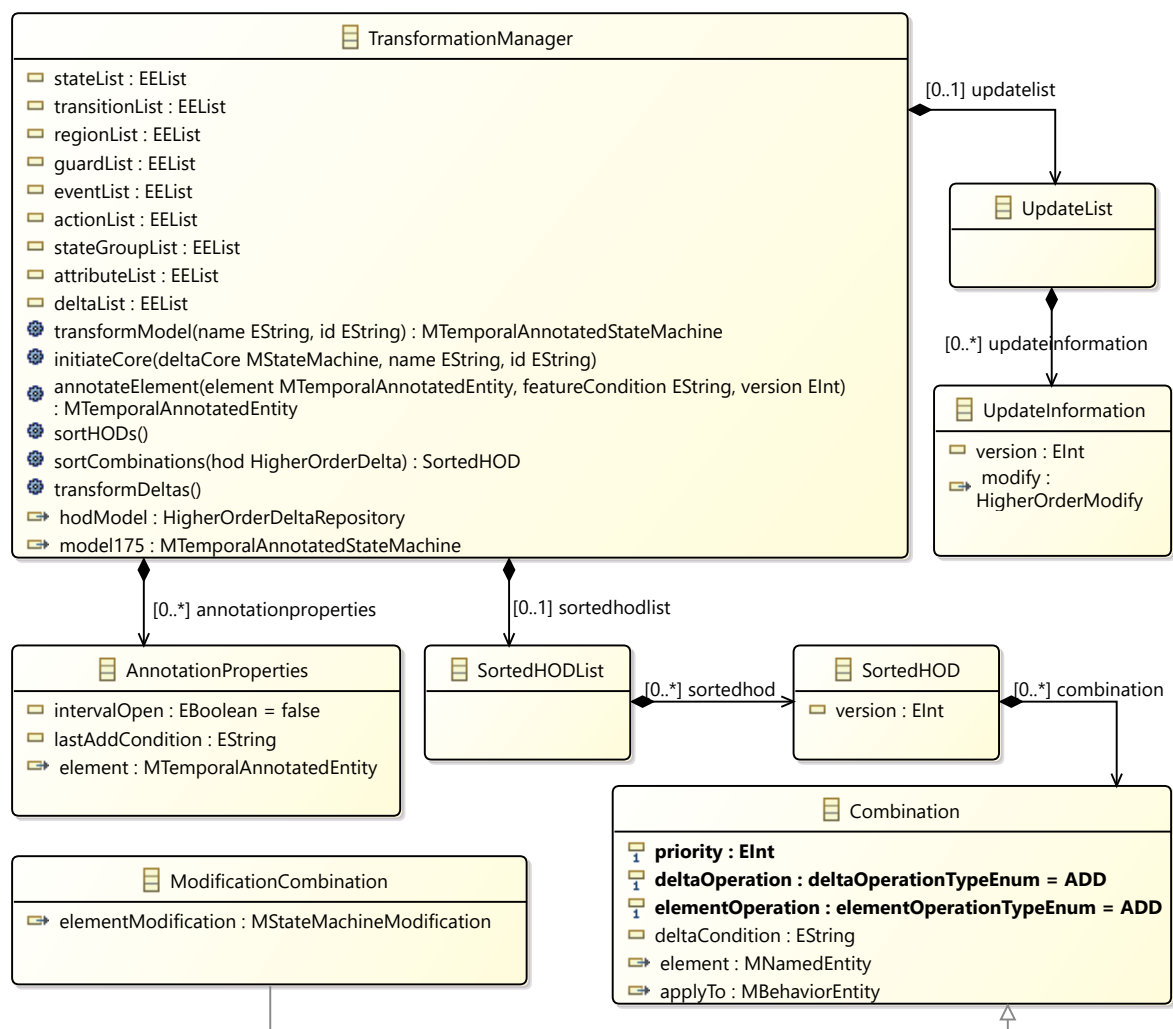 TransformationManager
stateList : EEList
transitionList : EEList
regionList : EEList
guardList : EEList
eventList : EEList
actionList : EEList
stateGroupList : EEList
attributeList : EEList
deltaList : EEList
transformModel(name EString, id EString) : MTemporalAnnotatedStateMachine
initiateCore(deltaCore MStateMachine, name EString, id EString)
annotateElement(element MTemporalAnnotatedEntity, featureCondition EString, version EInt)
: MTemporalAnnotatedEntity
sortHODs()
sortCombinations(hod HigherOrderDelta) : SortedHOD
transformDeltas()
hodModel : HigherOrderDeltaRepository
model175 : MTemporalAnnotatedStateMachine
[0..1] updatelist
UpdateList
[0..*] updateinformation
UpdateInformation
version : EInt
modify :
HigherOrderModify
[0..*] annotationproperties
[0..1] sortedhodlist
AnnotationProperties
intervalOpen : EBoolean = false
lastAddCondition : EString
element : MTemporalAnnotatedEntity
SortedHODList
[0..*] sortedhod
SortedHOD
version : EInt
[0..*] combination
Combination
1 priority : EInt
1 deltaOperation : deltaOperationTypeEnum = ADD
1 elementOperation : elementOperationTypeEnum = ADD
deltaCondition : EString
element : MNamedEntity
applyTo : MBehaviorEntity
ModificationCombination
elementModification : MStateMachineModification